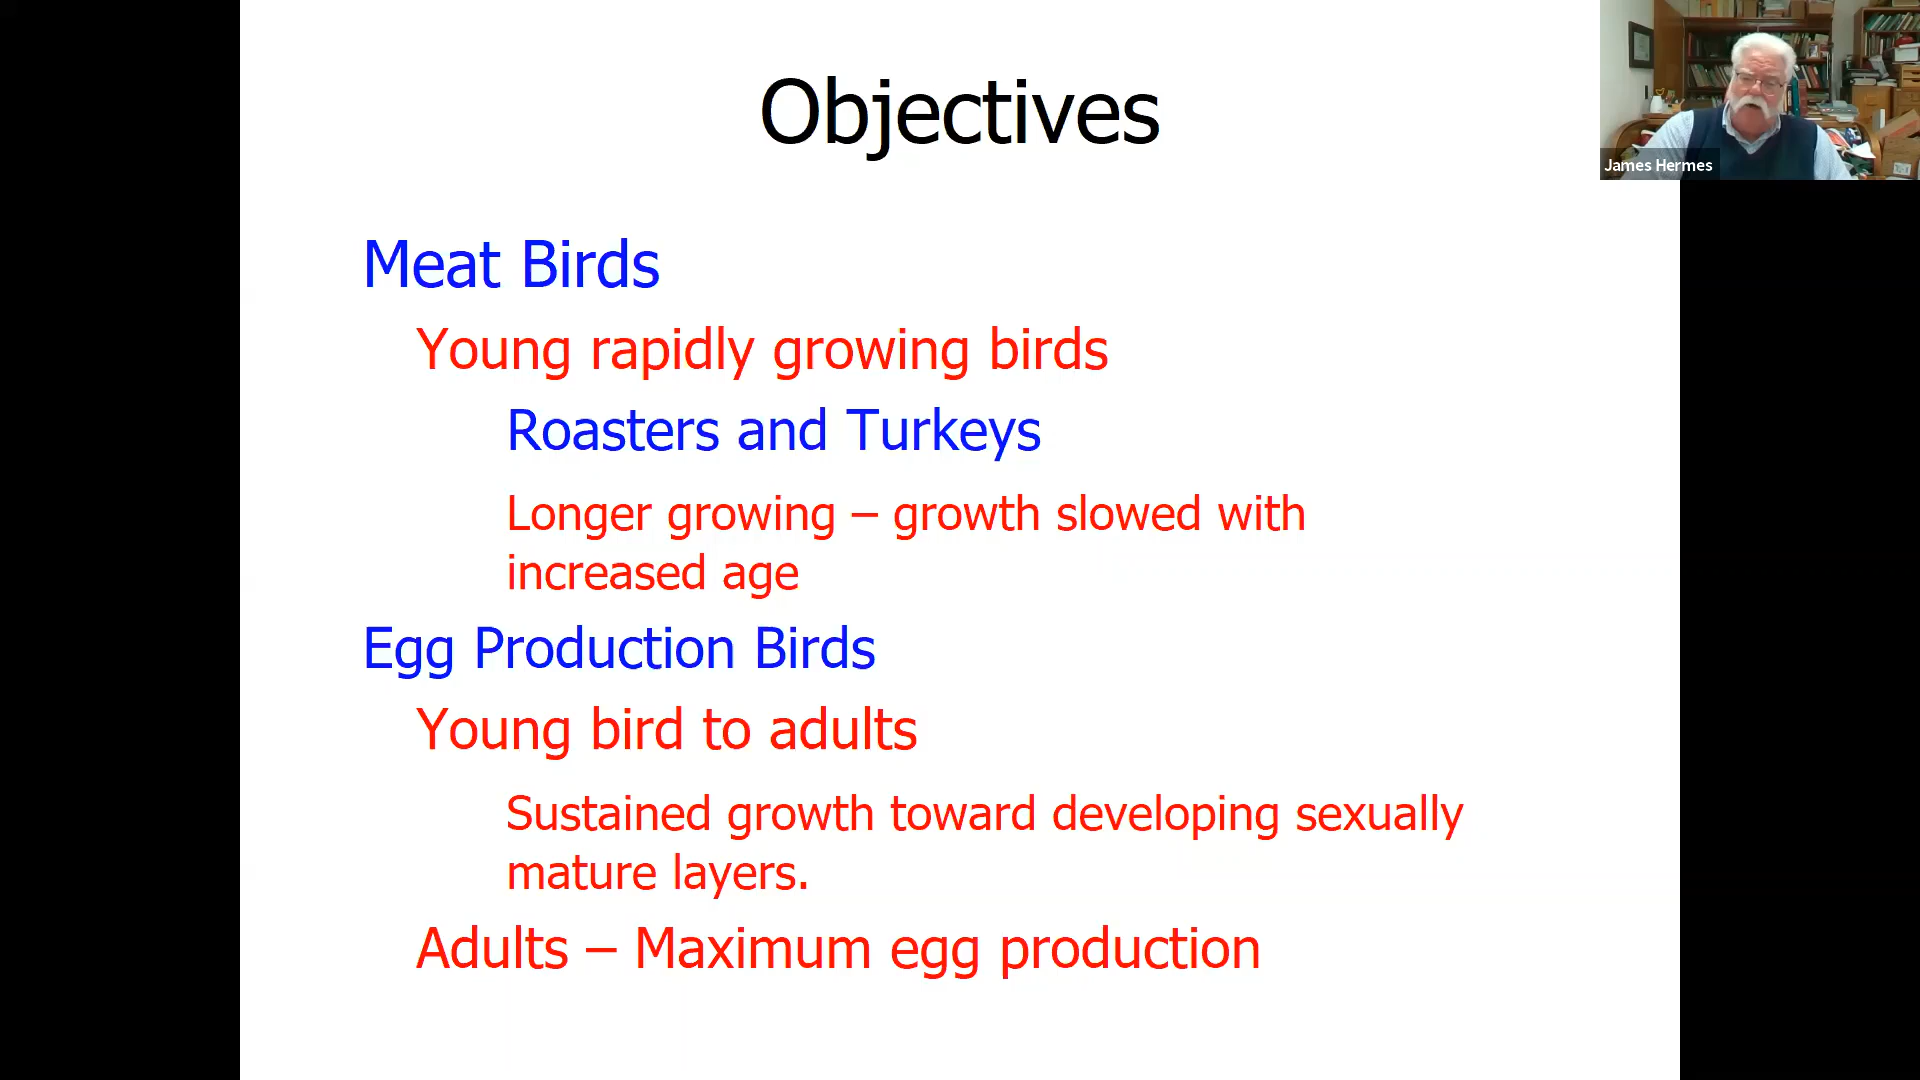 Objectives
James Hermes
Meat Birds
Young rapidly growing birds
Roasters and Turkeys
Longer growing – growth slowed with
increased age
Egg Production Birds
Young bird to adults
Sustained growth toward developing sexually
mature layers.
Adults – Maximum egg production